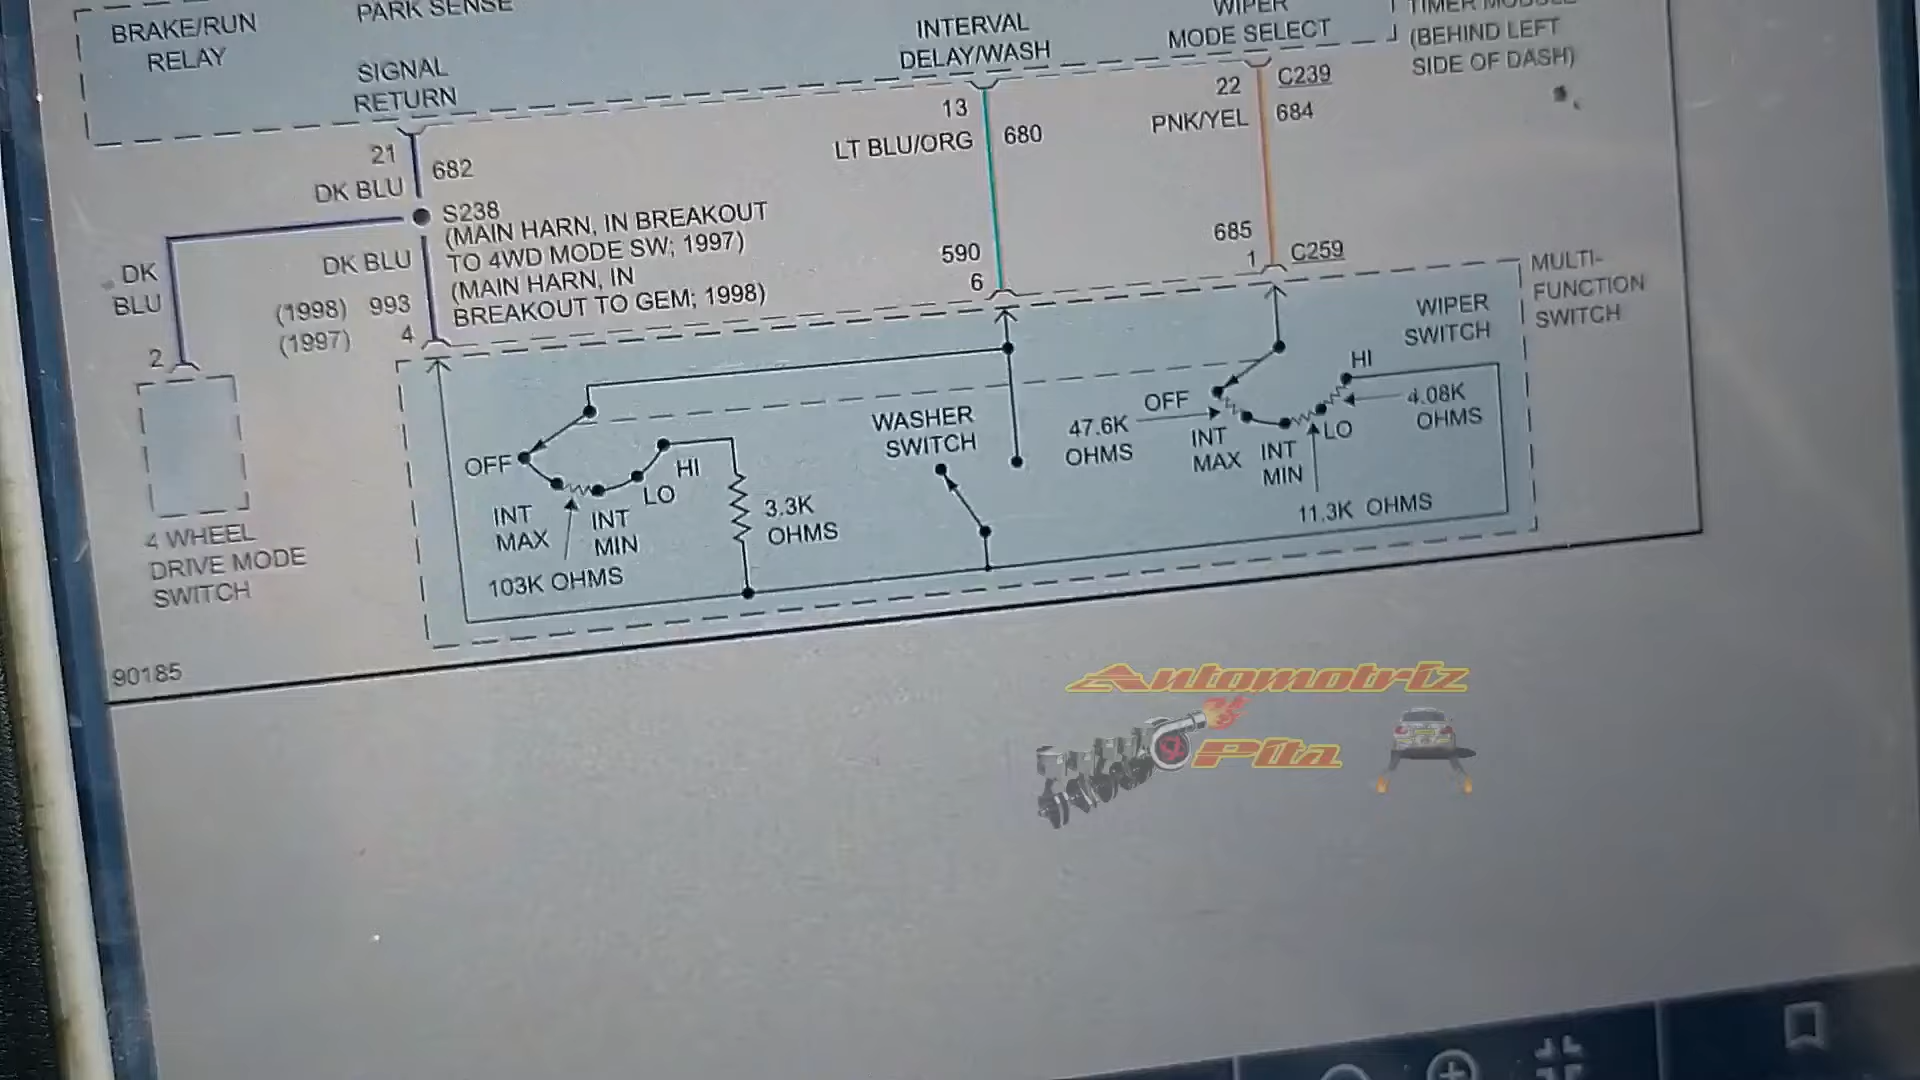 BRAKE/RUN
RELAY
PARK SENSE
SIGNAL
RETURN
INTERVAL
DELAY/WASH
WIPER
MODE SELECT
TIMER MODULE
(BEHIND LEFT
SIDE OF DASH)
21
DK BLU
682
13
LT BLU/ORG
680
22
C239
PNK/YEL
684
S238
(MAIN HARN, IN BREAKOUT
TO 4WD MODE SW; 1997)
(MAIN HARN, IN
BREAKOUT TO GEM; 1998)
DK
BLU
DK BLU
(1998) 993
(1997) 4
2
590
6
685
1
C259
MULTI-
FUNCTION
SWITCH
WIPER
SWITCH
OFF
INT
MAX
INT
MIN
LO
HI
103K OHMS
3.3K
OHMS
WASHER
SWITCH
47.6K
OHMS
OFF
INT
MAX
INT
MIN
LO
HI
4.08K
OHMS
11.3K OHMS
4 WHEEL
DRIVE MODE
SWITCH
90185
Automotriz
y
Pita